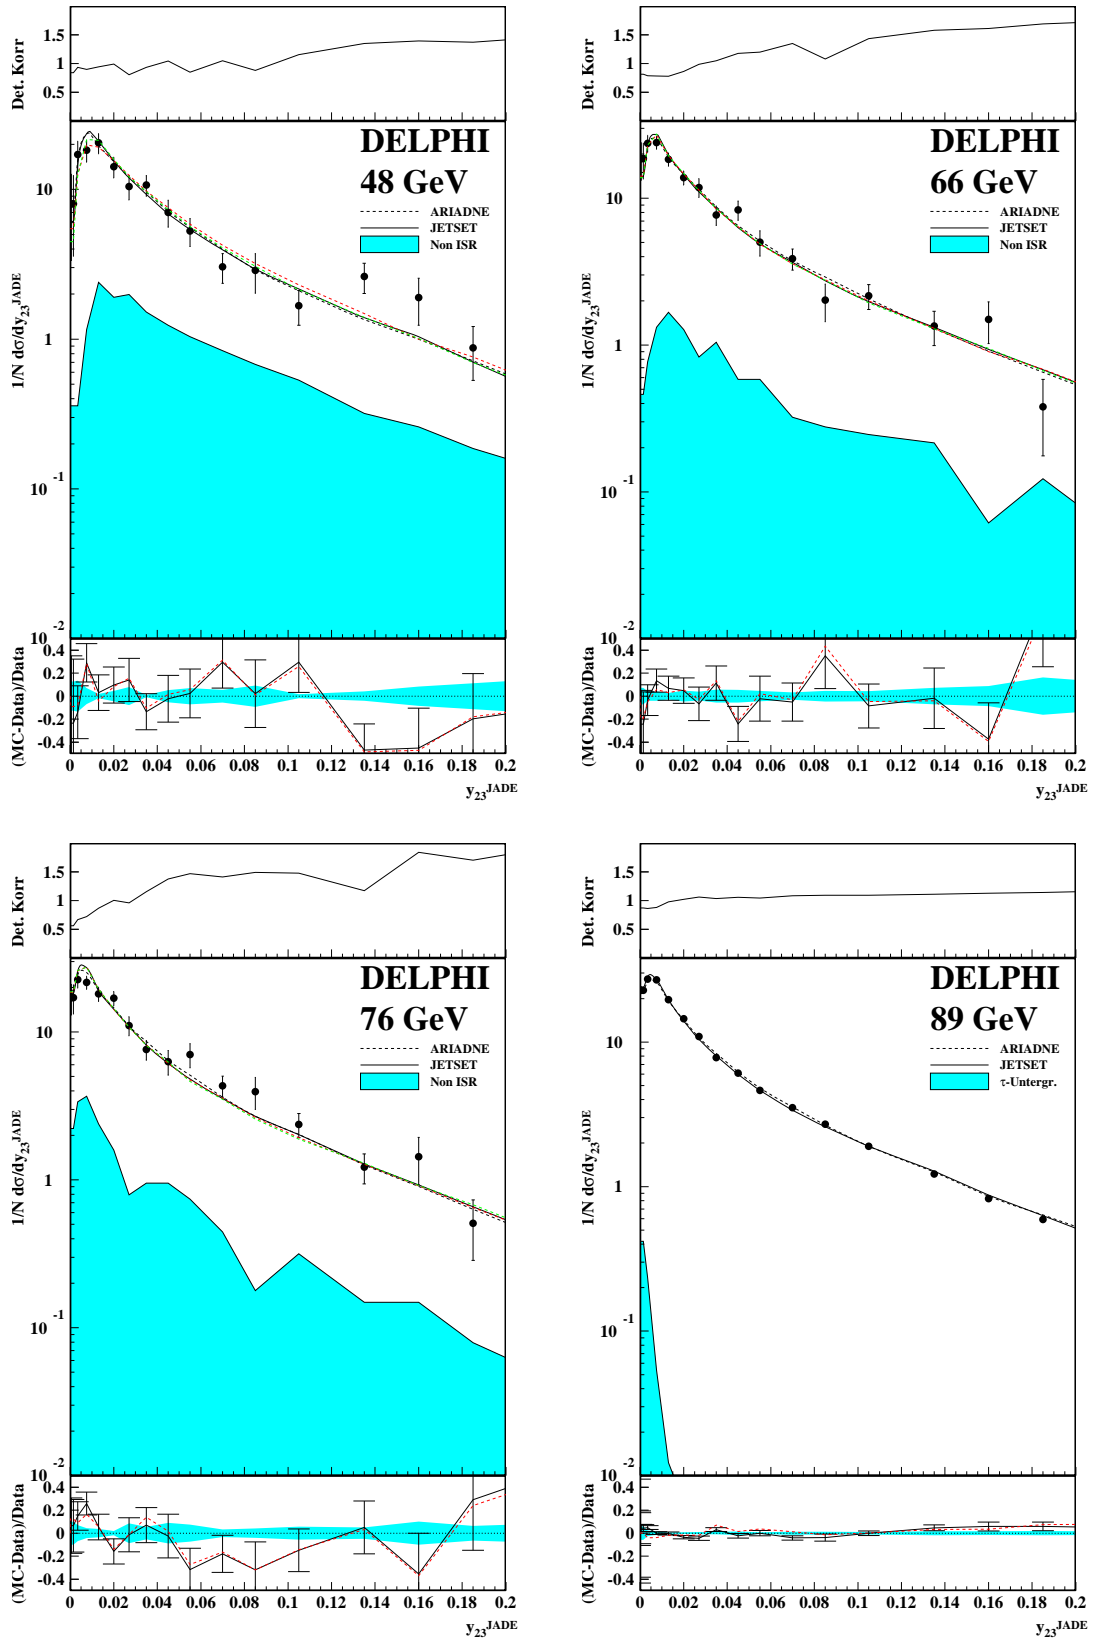 Det. Korr
1.5
1
0.5
1/N dσ/dy23JADE
10
1
10 -1
10 -2
DELPHI
48 GeV
ARIADNE
JETSET
Non ISR
(MC-Data)/Data
0.4
0.2
0
-0.2
-0.4
0 0.02 0.04 0.06 0.08 0.1 0.12 0.14 0.16 0.18 0.2
y23JADE
Det. Korr
1.5
1
0.5
1/N dσ/dy23JADE
10
1
10 -1
10 -2
DELPHI
66 GeV
ARIADNE
JETSET
Non ISR
(MC-Data)/Data
0.4
0.2
0
-0.2
-0.4
0 0.02 0.04 0.06 0.08 0.1 0.12 0.14 0.16 0.18 0.2
y23JADE
Det. Korr
1.5
1
0.5
1/N dσ/dy23JADE
10
1
10 -1
10 -2
DELPHI
76 GeV
ARIADNE
JETSET
Non ISR
(MC-Data)/Data
0.4
0.2
0
-0.2
-0.4
0 0.02 0.04 0.06 0.08 0.1 0.12 0.14 0.16 0.18 0.2
y23JADE
Det. Korr
1.5
1
0.5
1/N dσ/dy23JADE
10
1
10 -1
10 -2
DELPHI
89 GeV
ARIADNE
JETSET
τ-Untergr.
(MC-Data)/Data
0.4
0.2
0
-0.2
-0.4
0 0.02 0.04 0.06 0.08 0.1 0.12 0.14 0.16 0.18 0.2
y23JADE